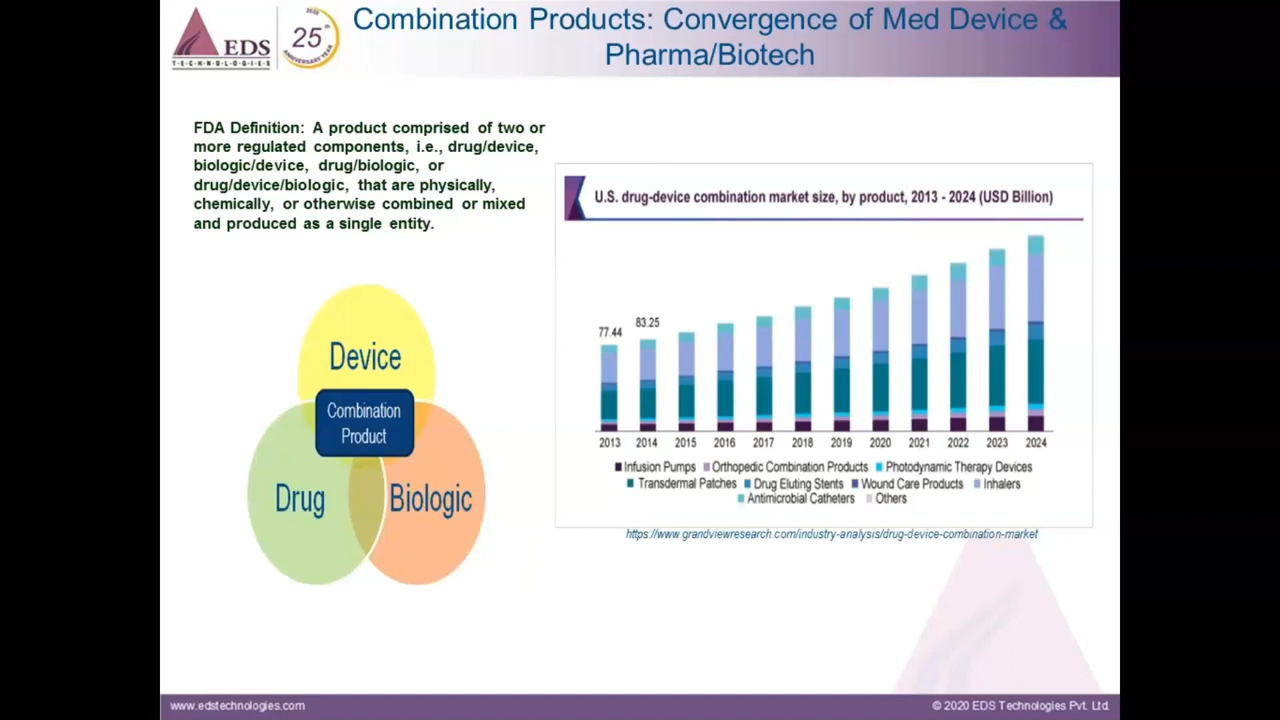 EDS
TECHNOLOGIES
2020
25th
ANNIVERSARY YEAR
Combination Products: Convergence of Med Device &
Pharma/Biotech
FDA Definition: A product comprised of two or
more regulated components, i.e., drug/device,
biologic/device, drug/biologic, or
drug/device/biologic, that are physically,
chemically, or otherwise combined or mixed
and produced as a single entity.
Device
Combination
Product
Drug
Biologic
U.S. drug-device combination market size, by product, 2013 - 2024 (USD Billion)
77.44
83.25
2013 2014 2015 2016 2017 2018 2019 2020 2021 2022 2023 2024
Infusion Pumps Orthopedic Combination Products Photodynamic Therapy Devices
Transdermal Patches Drug Eluting Stents Wound Care Products Inhalers
Antimicrobial Catheters Others
https://www.grandviewresearch.com/industry-analysis/drug-device-combination-market
www.edstechnologies.com
© 2020 EDS Technologies Pvt. Ltd.